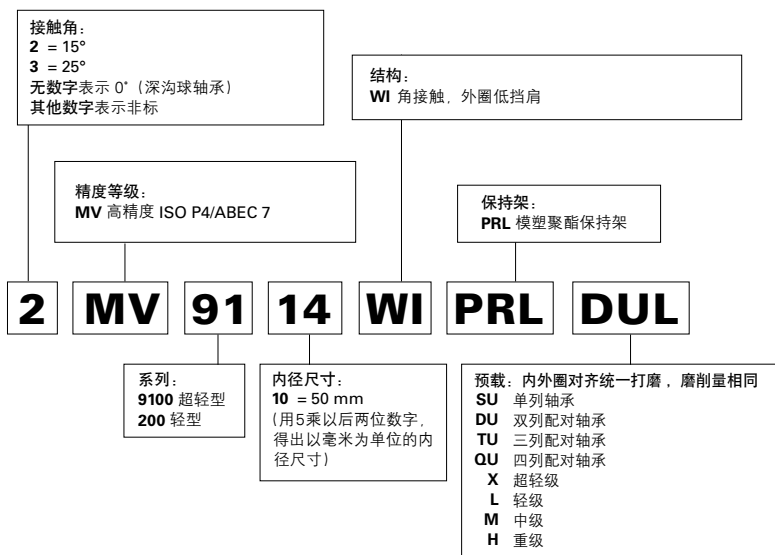 接触角：
2 = 15°
3 = 25°
无数字表示 0°（深沟球轴承）
其他数字表示非标
结构：
WI 角接触，外圈低挡肩
精度等级：
MV 高精度 ISO P4/ABEC 7
保持架：
PRL 模塑聚酯保持架
2 MV 91 14 WI PRL DUL
系列：
9100 超轻型
200 轻型
内径尺寸：
10 = 50 mm
（用5乘以后两位数字，
得出以毫米为单位的内
径尺寸）
预载：内外圈对齐统一打磨，磨削量相同
SU 单列轴承
DU 双列配对轴承
TU 三列配对轴承
QU 四列配对轴承
X 超轻级
L 轻级
M 中级
H 重级